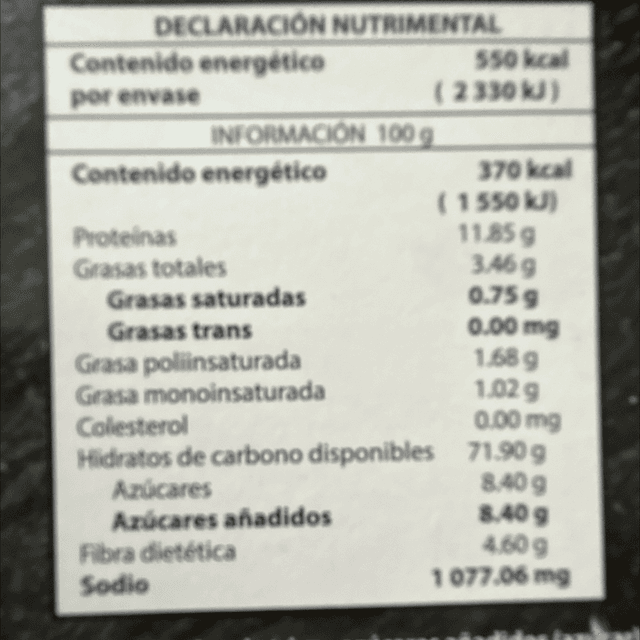 DECLARACIÓN NUTRIMENTAL
Contenido energético 550 kcal
por envase ( 2 330 kJ )
INFORMACIÓN 100 g
Contenido energético 370 kcal
( 1 550 kJ)
Proteínas 11.85 g
Grasas totales 3.46 g
Grasas saturadas 0.75 g
Grasas trans 0.00 mg
Grasa poliinsaturada 1.68 g
Grasa monoinsaturada 1.02 g
Colesterol 0.00 mg
Hidratos de carbono disponibles 71.90 g
Azúcares 8.40 g
Azúcares añadidos 8.40 g
Fibra dietética 4.60 g
Sodio 1 077.06 mg